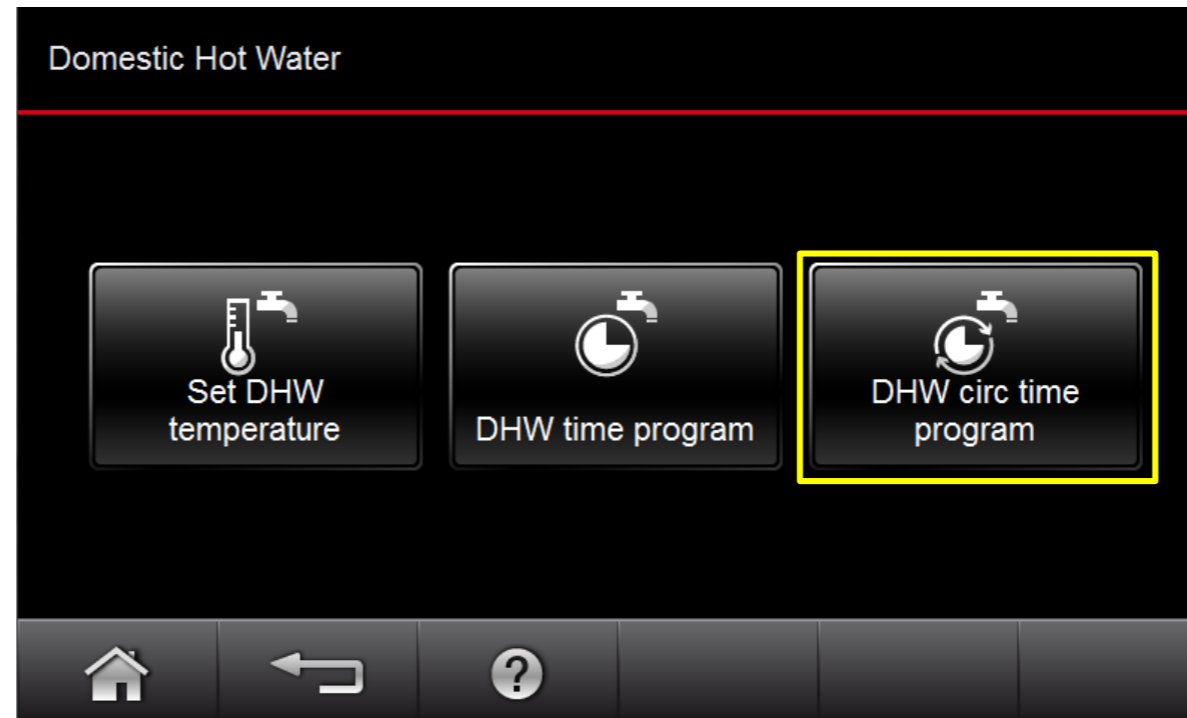 Domestic Hot Water
Set DHW
temperature
DHW time program
DHW circ time
program
?